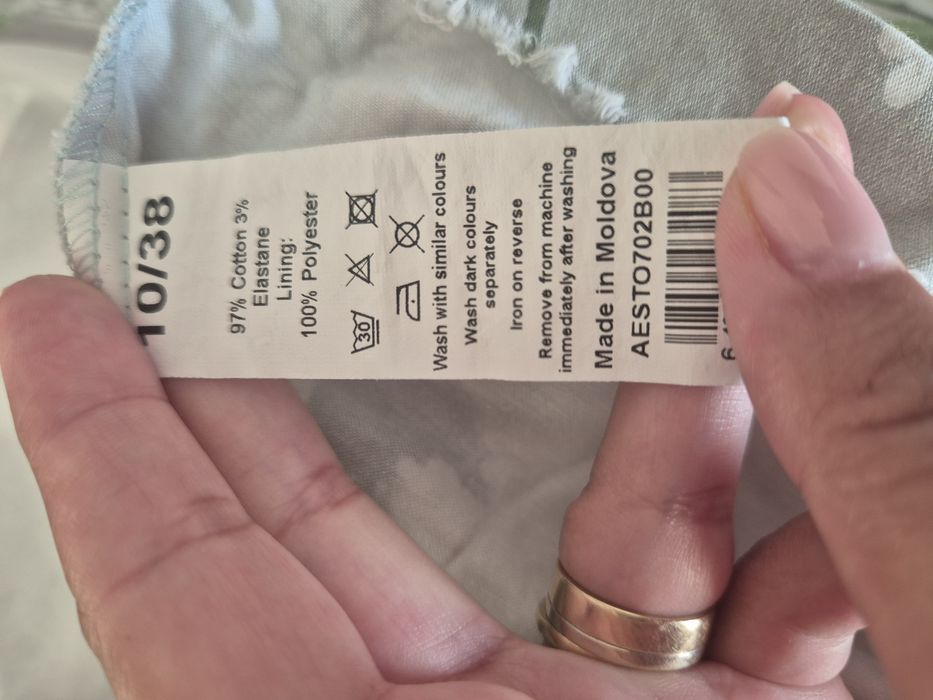 10/38
97% Cotton 3%
Elastane
Lining:
100% Polyester
30
Wash with similar colours
Wash dark colours
separately
Iron on reverse
Remove from machine
immediately after washing
Made in Moldova
AESTO702B00